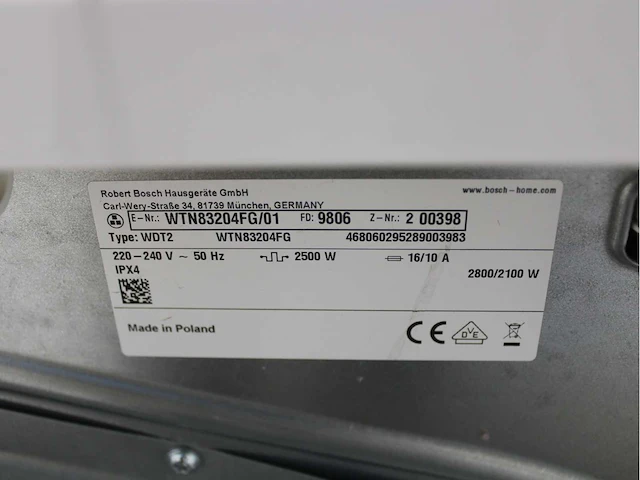 Robert Bosch Hausgeräte GmbH www.bosch-home.com
Carl-Wery-Straße 34, 81739 München, GERMANY
E-Nr.: WTN83204FG/01 FD: 9806 Z-Nr.: 2 00398
Type: WDT2 WTN83204FG 468060295289003983
220-240 V ~ 50 Hz 2500 W 16/10 A
IPX4 2800/2100 W
Made in Poland CE DVE